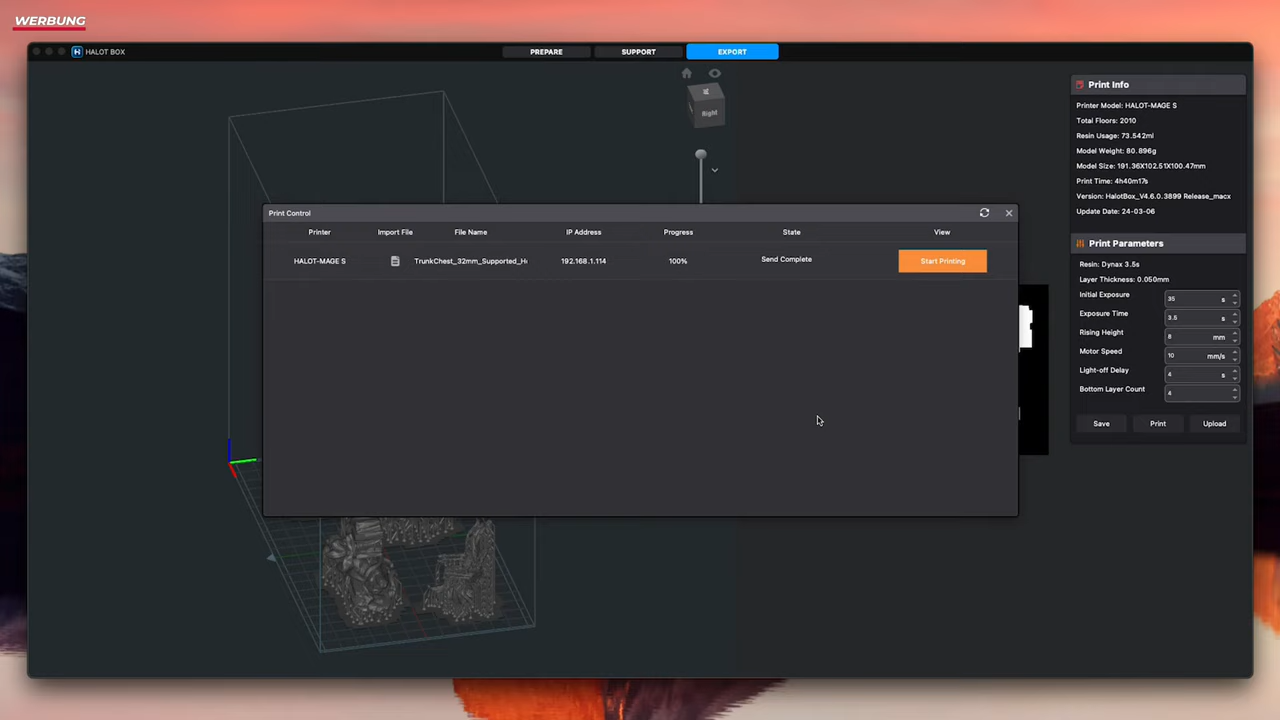 WERBUNG
HALOT BOX
PREPARE
SUPPORT
EXPORT
Right
Print Info
Printer Model: HALOT-MAGE S
Total Floors: 2010
Resin Usage: 73.542ml
Model Weight: 80.896g
Model Size: 191.36X102.51X100.47mm
Print Time: 4h40m17s
Version: HalotBox_V4.6.0.3899 Release_macx
Update Date: 24-03-06
Print Control
Printer Import File File Name IP Address Progress State View
HALOT-MAGE S TrunkChest_32mm_Supported_H 192.168.1.114 100% Send Complete Start Printing
Print Parameters
Resin: Dynax 3.5s
Layer Thickness: 0.050mm
Initial Exposure 35 s
Exposure Time 3.5 s
Rising Height 8 mm
Motor Speed 10 mm/s
Light-off Delay 4 s
Bottom Layer Count 4
Save Print Upload